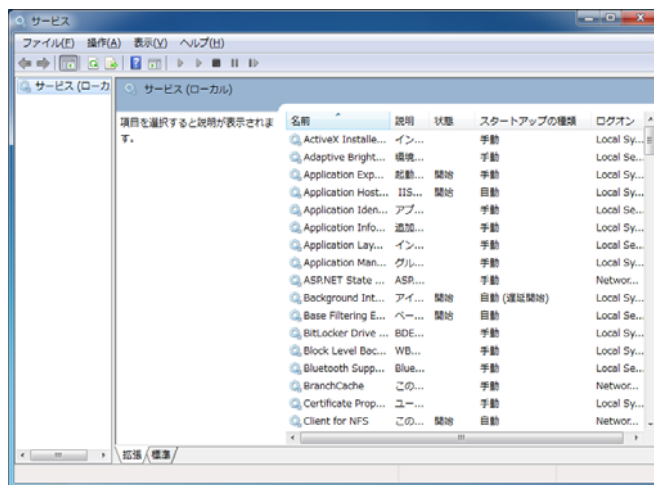 サービス
ファイル(F) 操作(A) 表示(V) ヘルプ(H)
サービス (ローカ
サービス (ローカル)
項目を選択すると説明が表示されま
す。
名前 説明 状態 スタートアップの種類 ログオン
ActiveX Installe... イン... 手動 Local Sy...
Adaptive Bright... 環境... 手動 Local Se...
Application Exp... 起動... 開始 手動 Local Sy...
Application Host... IIS... 開始 自動 Local Sy...
Application Iden... アプ... 手動 Local Se...
Application Info... 追加... 手動 Local Sy...
Application Lay... イン... 手動 Local Se...
Application Man... グル... 手動 Local Sy...
ASP.NET State ... ASP.... 手動 Networ...
Background Int... アイ... 開始 自動 (遅延開始) Local Sy...
Base Filtering E... ベー... 開始 自動 Local Se...
BitLocker Drive ... BDE... 手動 Local Sy...
Block Level Bac... WB... 手動 Local Sy...
Bluetooth Supp... Blue... 手動 Local Se...
BranchCache この... 手動 Networ...
Certificate Prop... ユー... 手動 Local Sy...
Client for NFS この... 開始 自動 Networ...
拡張 標準